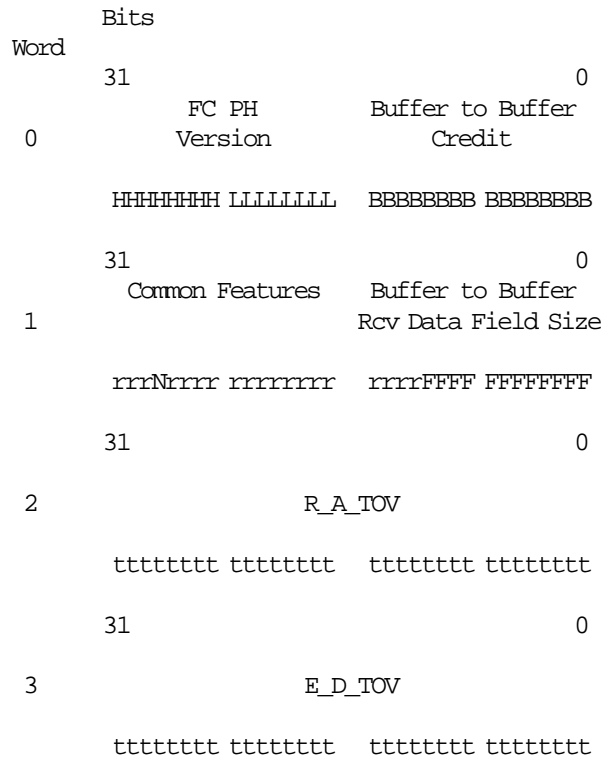 Bits
Word
31 0
FC PH Buffer to Buffer
0 Version Credit
HHHHHHHH LLLLLLLL BBBBBBBB BBBBBBBB
31 0
Common Features Buffer to Buffer
1 Rcv Data Field Size
rrrNrrrr rrrrrrrr rrrrFFFF FFFFFFFF
31 0
2 R_A_TOV
tttttttt tttttttt tttttttt tttttttt
31 0
3 E_D_TOV
tttttttt tttttttt tttttttt tttttttt